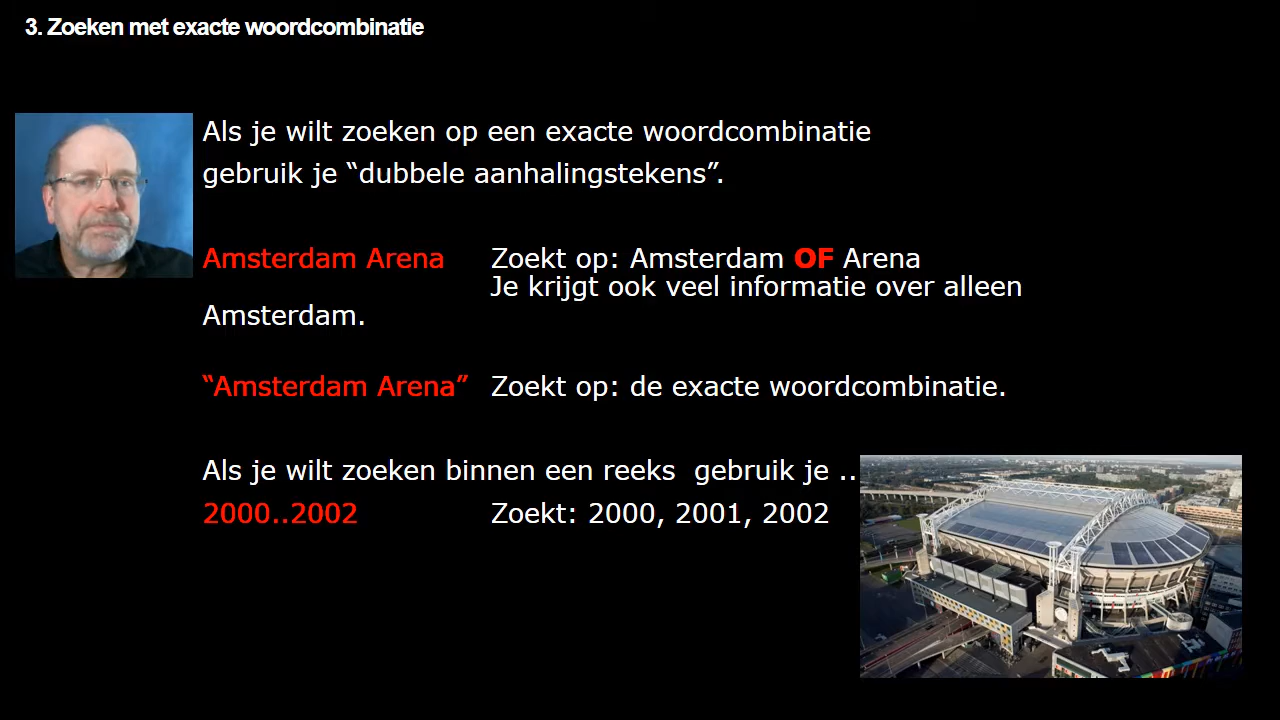 3. Zoeken met exacte woordcombinatie
Als je wilt zoeken op een exacte woordcombinatie
gebruik je “dubbele aanhalingstekens”.
Amsterdam Arena Zoekt op: Amsterdam OF Arena
Je krijgt ook veel informatie over alleen
Amsterdam.
“Amsterdam Arena” Zoekt op: de exacte woordcombinatie.
Als je wilt zoeken binnen een reeks gebruik je ..
2000..2002 Zoekt: 2000, 2001, 2002